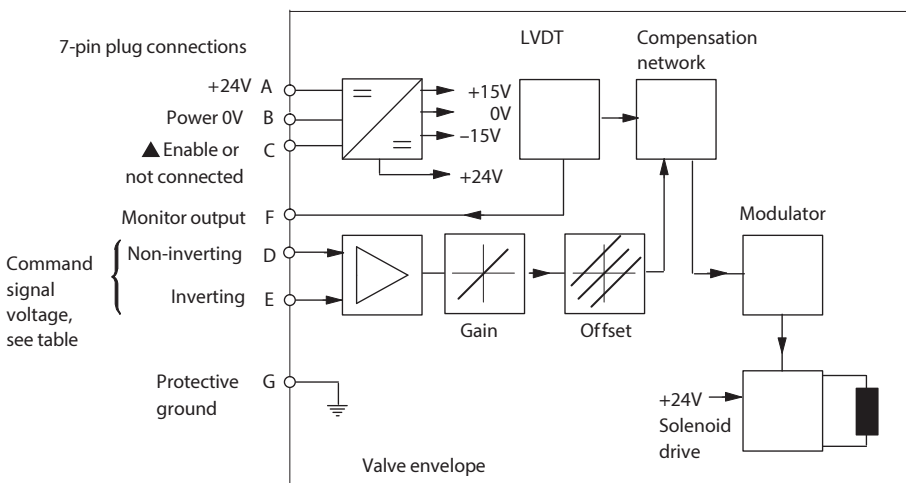 7-pin plug connections
LVDT
Compensation
network
+24V A
+15V
Power 0V B
0V
▲ Enable or C
–15V
not connected
+24V
Monitor output F
Modulator
Non-inverting D
Command
signal
voltage,
see table
Inverting E
Gain
Offset
Protective G
ground
+24V
Solenoid
drive
Valve envelope